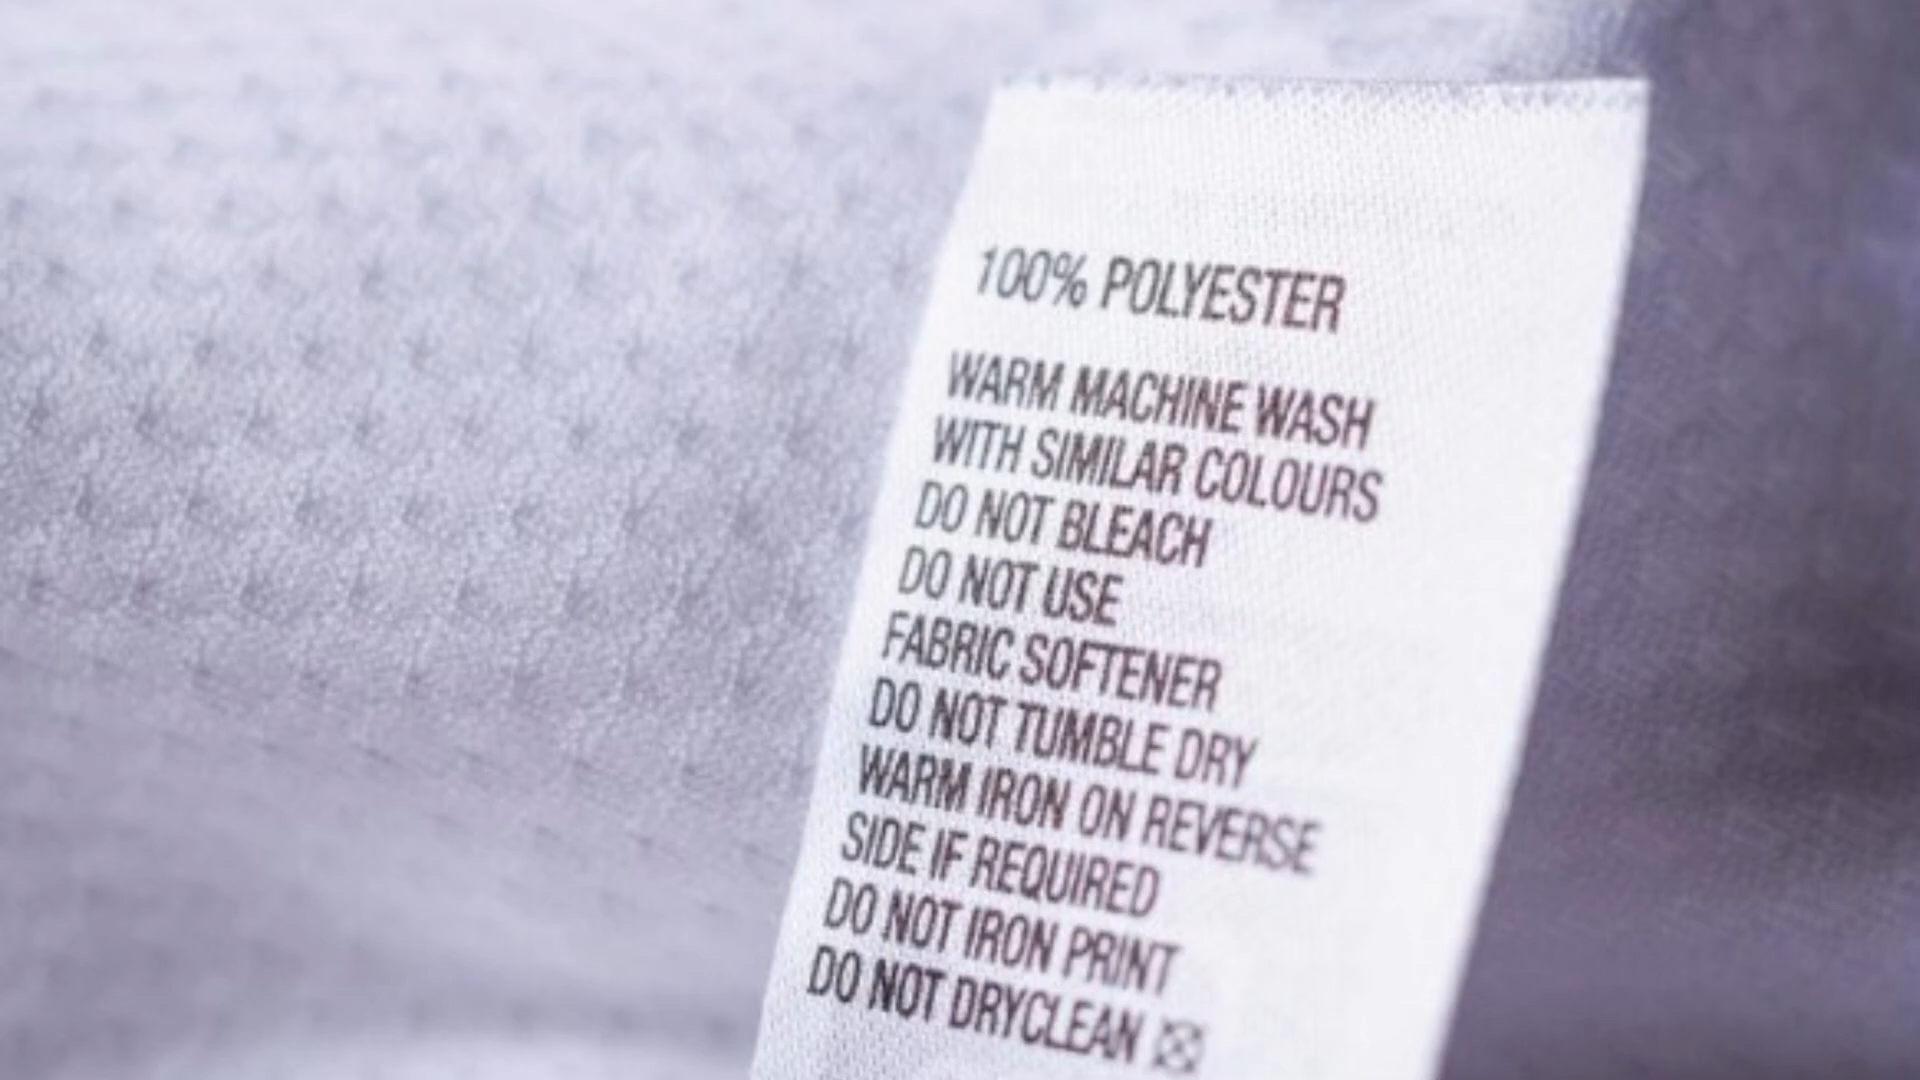 100% POLYESTER
WARM MACHINE WASH
WITH SIMILAR COLOURS
DO NOT BLEACH
DO NOT USE
FABRIC SOFTENER
DO NOT TUMBLE DRY
WARM IRON ON REVERSE
SIDE IF REQUIRED
DO NOT IRON PRINT
DO NOT DRYCLEAN